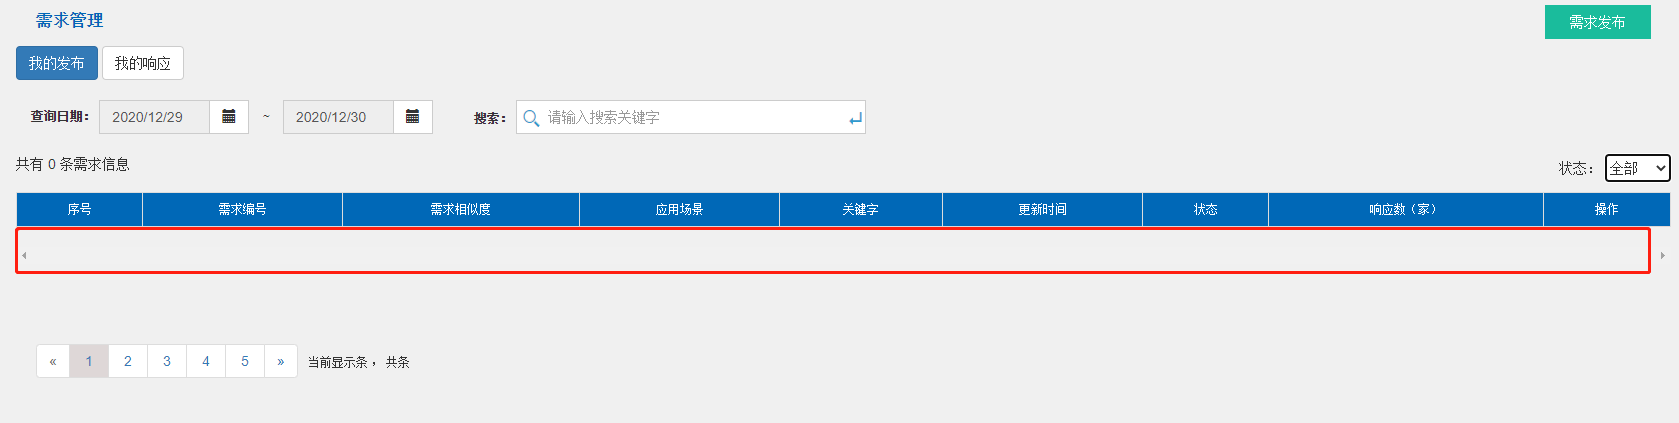 需求管理
需求发布
我的发布 我的响应
查询日期： 2020/12/29 ~ 2020/12/30 搜索： 请输入搜索关键字
共有 0 条需求信息
状态： 全部
序号 需求编号 需求相似度 应用场景 关键字 更新时间 状态 响应数（家） 操作
« 1 2 3 4 5 » 当前显示条， 共条